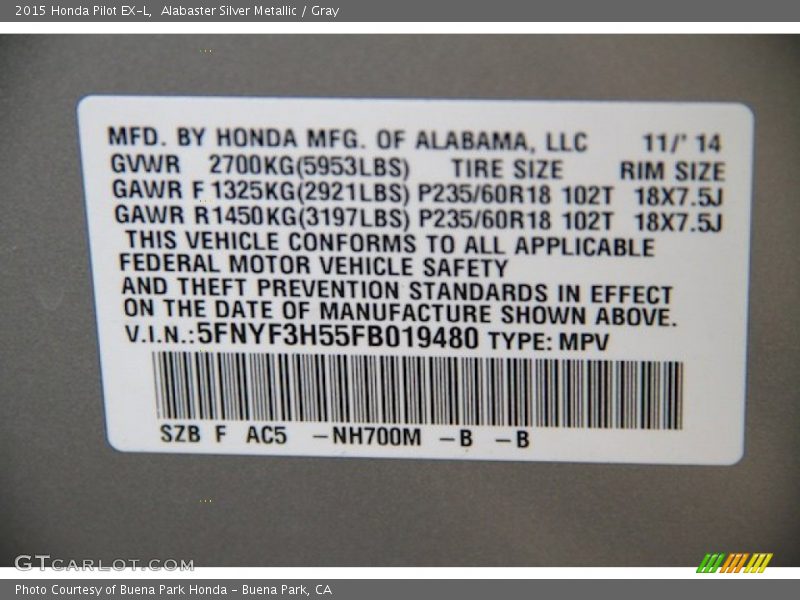 2015 Honda Pilot EX-L, Alabaster Silver Metallic / Gray
MFD. BY HONDA MFG. OF ALABAMA, LLC 11/' 14
GVWR 2700KG(5953LBS) TIRE SIZE RIM SIZE
GAWR F 1325KG(2921LBS) P235/60R18 102T 18X7.5J
GAWR R1450KG(3197LBS) P235/60R18 102T 18X7.5J
THIS VEHICLE CONFORMS TO ALL APPLICABLE
FEDERAL MOTOR VEHICLE SAFETY
AND THEFT PREVENTION STANDARDS IN EFFECT
ON THE DATE OF MANUFACTURE SHOWN ABOVE.
V.I.N.:5FNYF3H55FB019480 TYPE: MPV
SZB F AC5 –NH700M –B –B
GTCARLOT.COM
Photo Courtesy of Buena Park Honda – Buena Park, CA